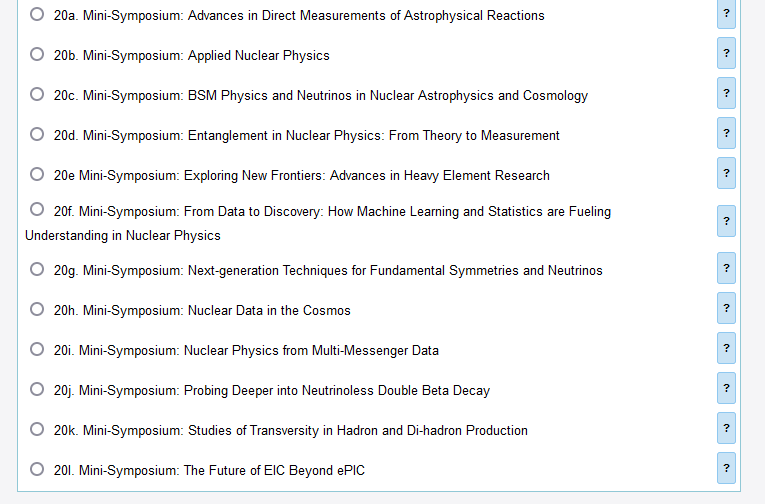 20a. Mini-Symposium: Advances in Direct Measurements of Astrophysical Reactions ?
20b. Mini-Symposium: Applied Nuclear Physics ?
20c. Mini-Symposium: BSM Physics and Neutrinos in Nuclear Astrophysics and Cosmology ?
20d. Mini-Symposium: Entanglement in Nuclear Physics: From Theory to Measurement ?
20e Mini-Symposium: Exploring New Frontiers: Advances in Heavy Element Research ?
20f. Mini-Symposium: From Data to Discovery: How Machine Learning and Statistics are Fueling
Understanding in Nuclear Physics ?
20g. Mini-Symposium: Next-generation Techniques for Fundamental Symmetries and Neutrinos ?
20h. Mini-Symposium: Nuclear Data in the Cosmos ?
20i. Mini-Symposium: Nuclear Physics from Multi-Messenger Data ?
20j. Mini-Symposium: Probing Deeper into Neutrinoless Double Beta Decay ?
20k. Mini-Symposium: Studies of Transversity in Hadron and Di-hadron Production ?
20l. Mini-Symposium: The Future of EIC Beyond ePIC ?